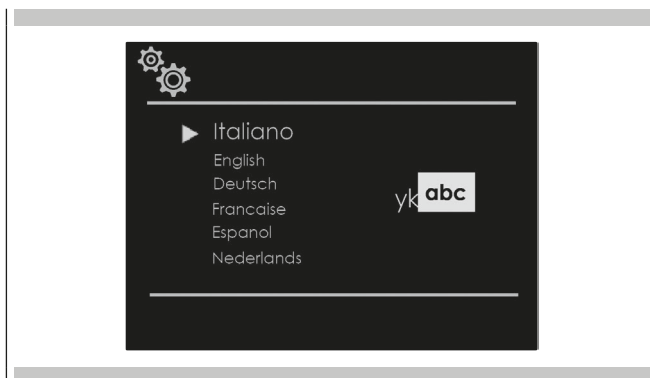 Italiano
English
Deutsch
Francaise
Espanol
Nederlands
yk abc